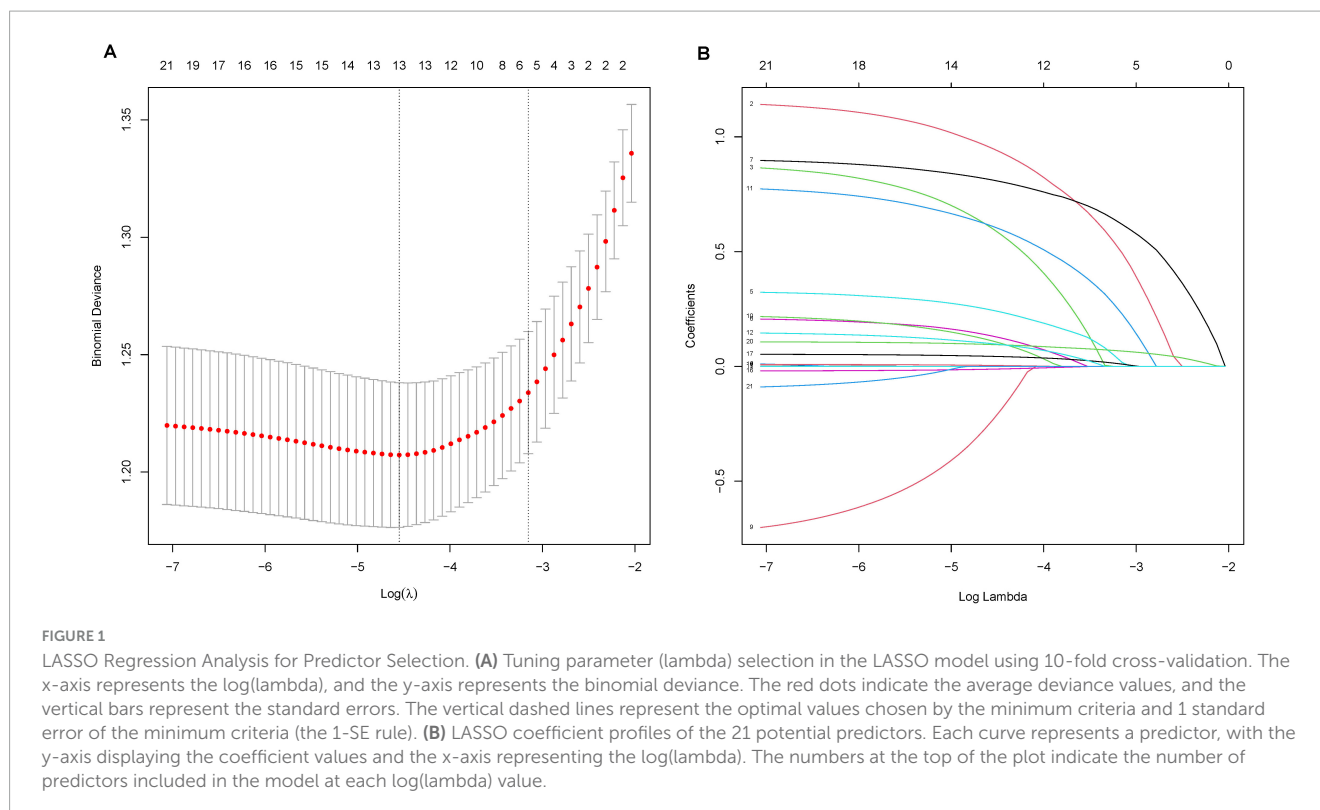 A
21 19 17 16 16 15 15 14 13 13 13 12 10 8 6 5 4 3 2 2 2
1.35
1.30
1.25
1.20
Binomial Deviance
−7 −6 −5 −4 −3 −2
Log(λ)
B
21 18 14 12 5 0
1.0
0.5
0.0
−0.5
Coefficients
2
7
3
11
5
12
20
17
16
21
9
−7 −6 −5 −4 −3 −2
Log Lambda
FIGURE 1
LASSO Regression Analysis for Predictor Selection. (A) Tuning parameter (lambda) selection in the LASSO model using 10-fold cross-validation. The
x-axis represents the log(lambda), and the y-axis represents the binomial deviance. The red dots indicate the average deviance values, and the
vertical bars represent the standard errors. The vertical dashed lines represent the optimal values chosen by the minimum criteria and 1 standard
error of the minimum criteria (the 1-SE rule). (B) LASSO coefficient profiles of the 21 potential predictors. Each curve represents a predictor, with the
y-axis displaying the coefficient values and the x-axis representing the log(lambda). The numbers at the top of the plot indicate the number of
predictors included in the model at each log(lambda) value.